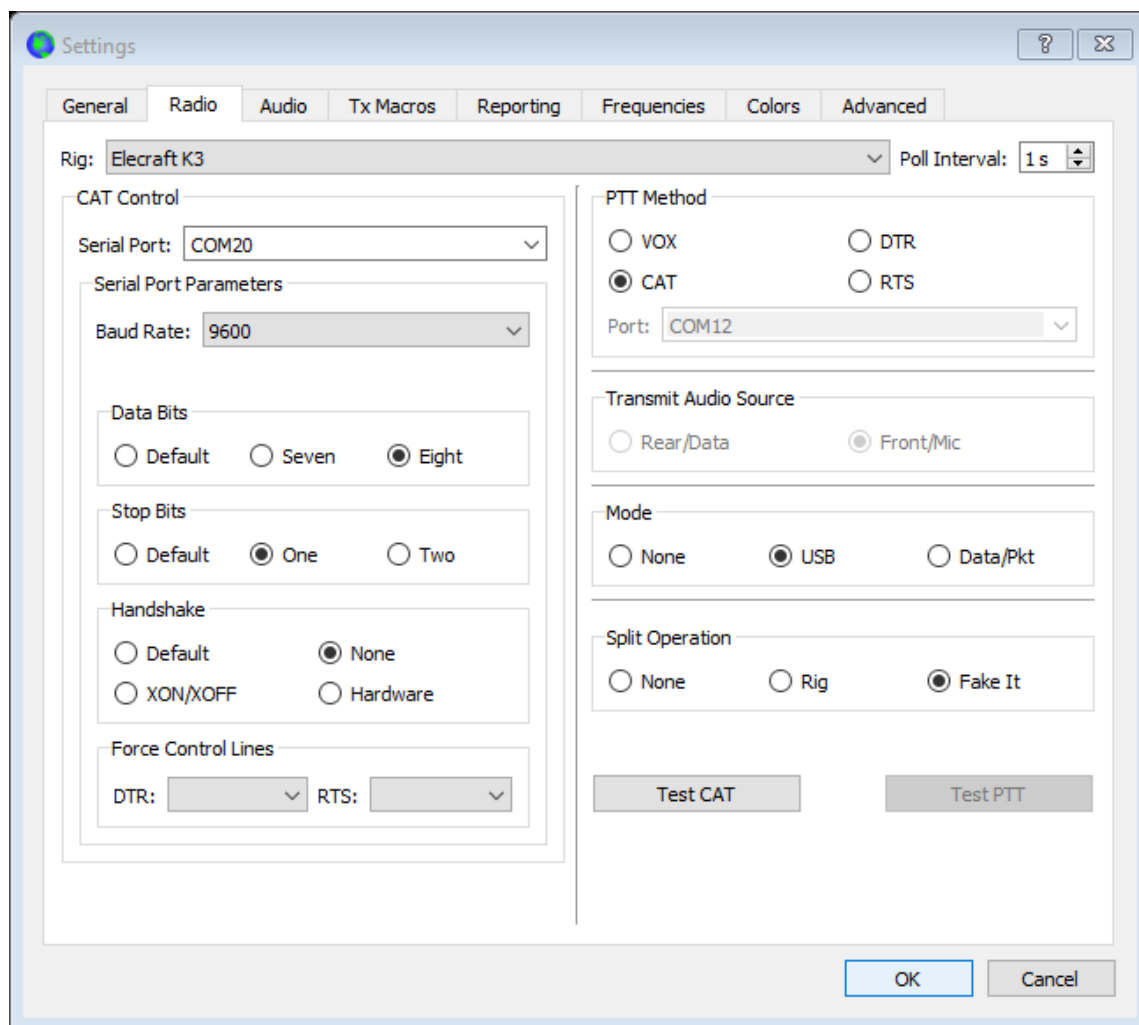 Settings
General Radio Audio Tx Macros Reporting Frequencies Colors Advanced
Rig: Elecraft K3 Poll Interval: 1 s
CAT Control
Serial Port: COM20
Serial Port Parameters
Baud Rate: 9600
Data Bits
Default Seven Eight
Stop Bits
Default One Two
Handshake
Default None
XON/XOFF Hardware
Force Control Lines
DTR: RTS:
PTT Method
VOX DTR
CAT RTS
Port: COM12
Transmit Audio Source
Rear/Data Front/Mic
Mode
None USB Data/Pkt
Split Operation
None Rig Fake It
Test CAT Test PTT
OK Cancel